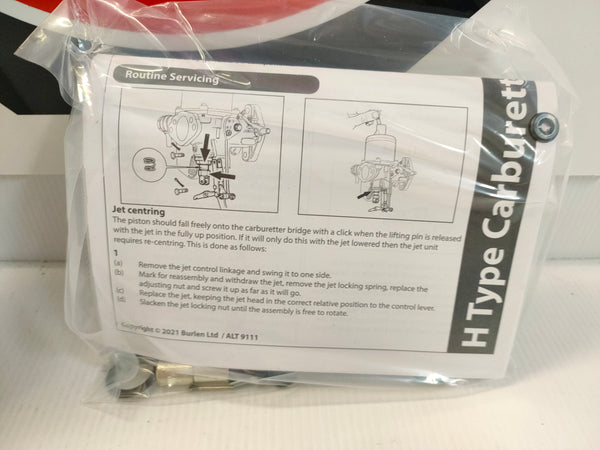 Routine Servicing
H Type Carburett
Jet centring
The piston should fall freely onto the carburetter bridge with a click when the lifting pin is released
with the jet in the fully up position. If it will only do this with the jet lowered then the jet unit
requires re-centring. This is done as follows:
1
(a) Remove the jet control linkage and swing it to one side.
(b) Mark for reassembly and withdraw the jet, remove the jet locking spring, replace the
adjusting nut and screw it up as far as it will go.
(c) Replace the jet, keeping the jet head in the correct relative position to the control lever.
(d) Slacken the jet locking nut until the assembly is free to rotate.
Copyright © 2021 Burlen Ltd / ALT 9111